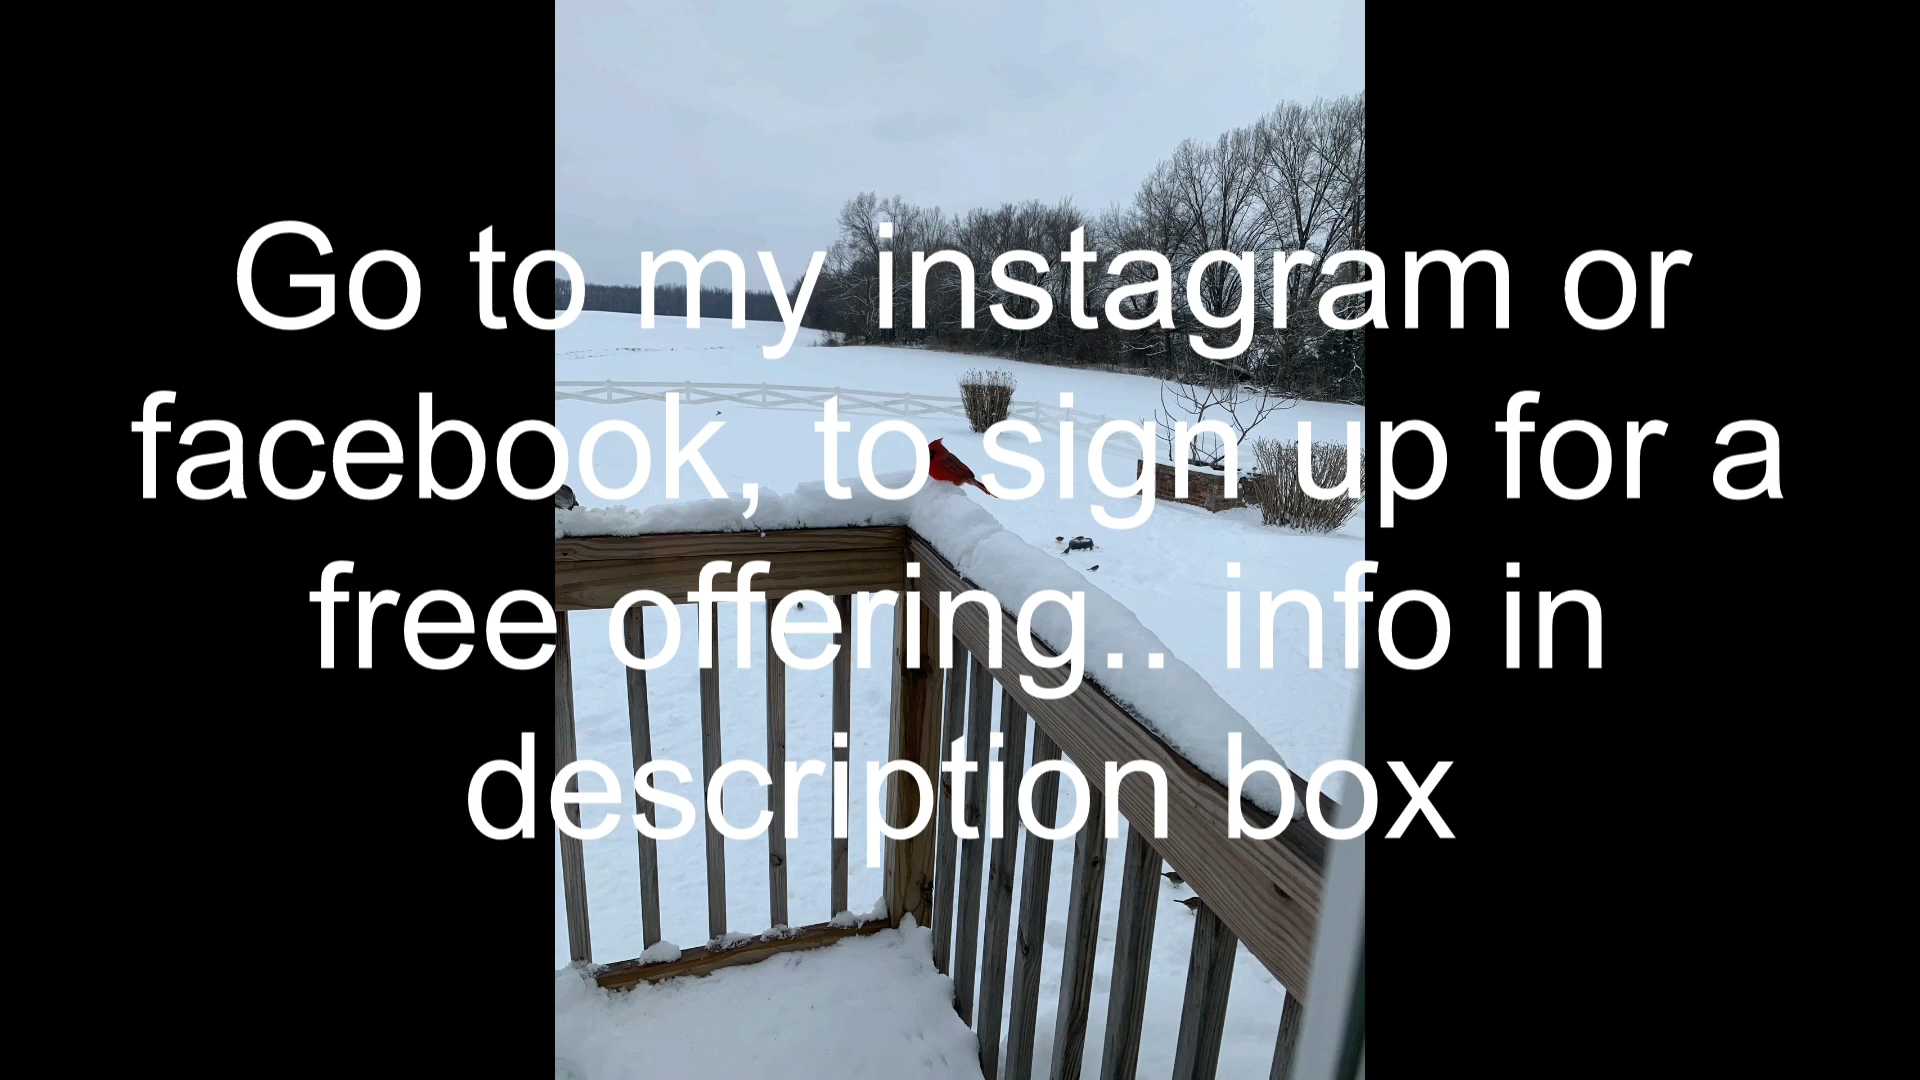 Go to my instagram or
facebook, to sign up for a
free offering.. info in
description box